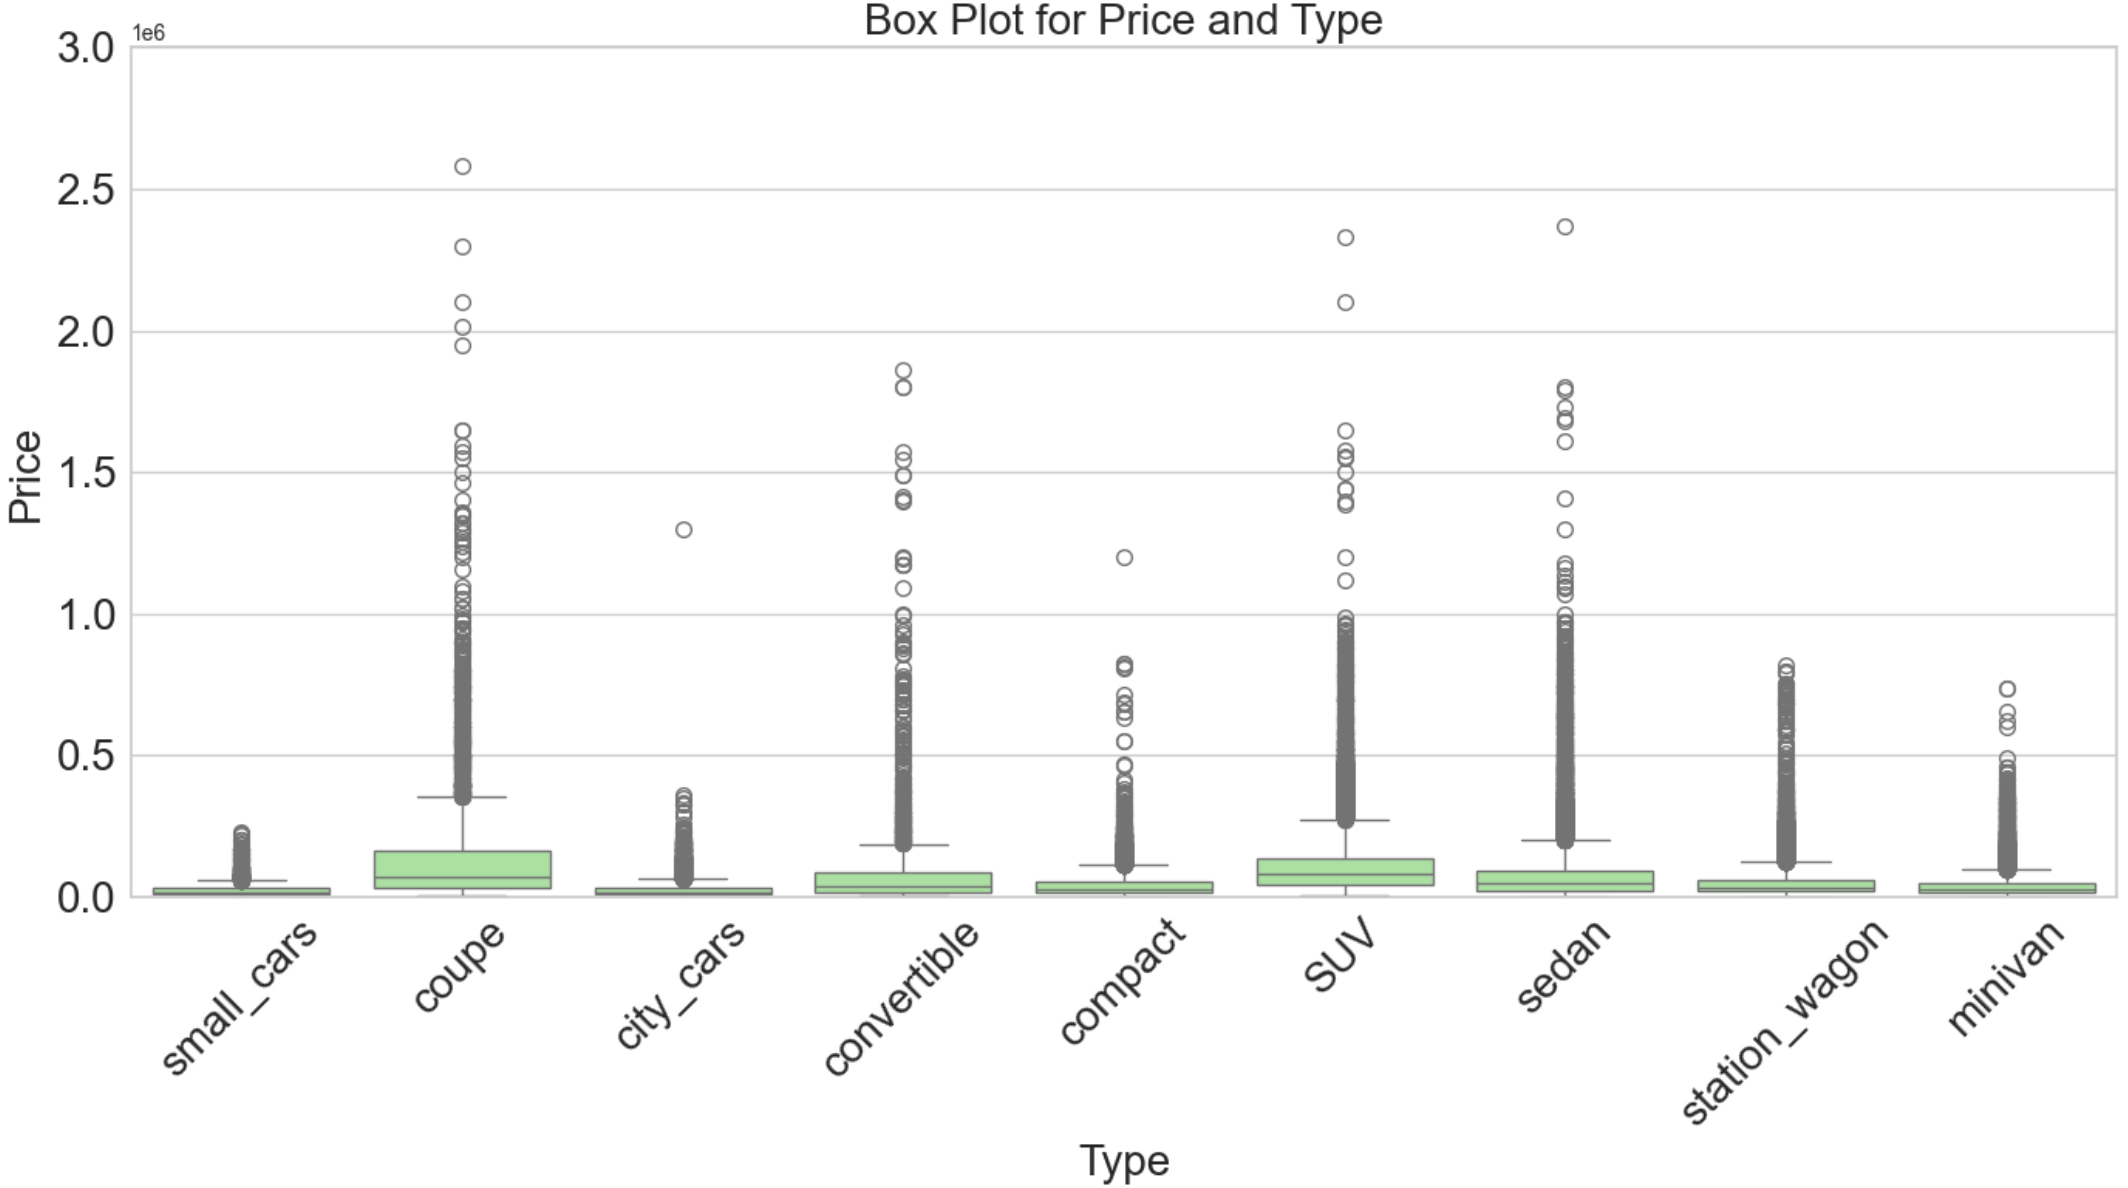 Box Plot for Price and Type
1e6
3.0
2.5
2.0
1.5
1.0
0.5
0.0
Price
small_cars
coupe
city_cars
convertible
compact
SUV
sedan
station_wagon
minivan
Type